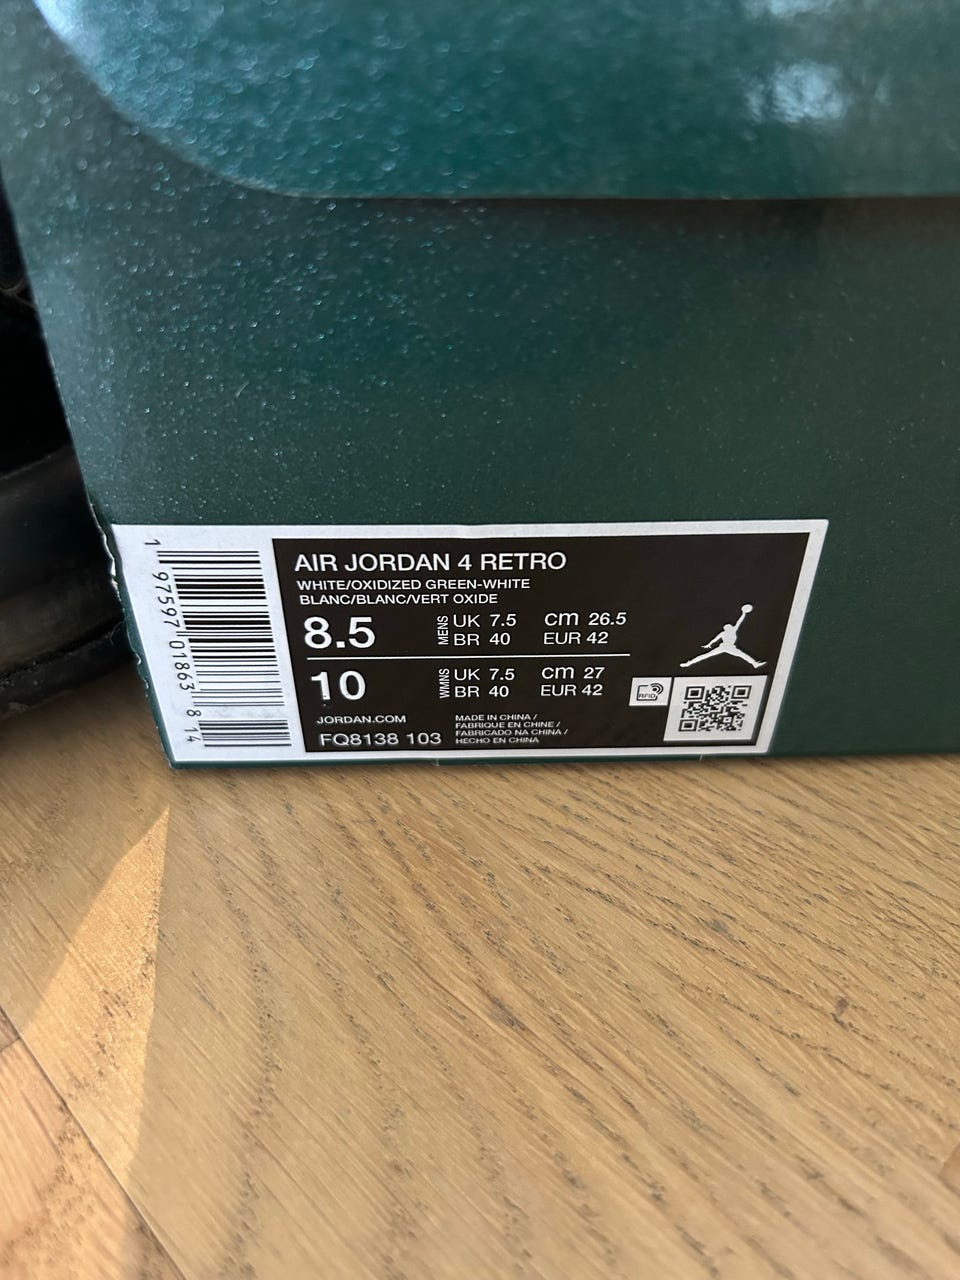 AIR JORDAN 4 RETRO
WHITE/OXIDIZED GREEN-WHITE
BLANC/BLANC/VERT OXIDE
8.5 MENS UK 7.5 cm 26.5
BR 40 EUR 42
10 WMNS UK 7.5 cm 27
BR 40 EUR 42
RFID
JORDAN.COM
FQ8138 103
MADE IN CHINA /
FABRIQUE EN CHINE /
FABRICADO NA CHINA /
HECHO EN CHINA
1 97597 01863 8 14